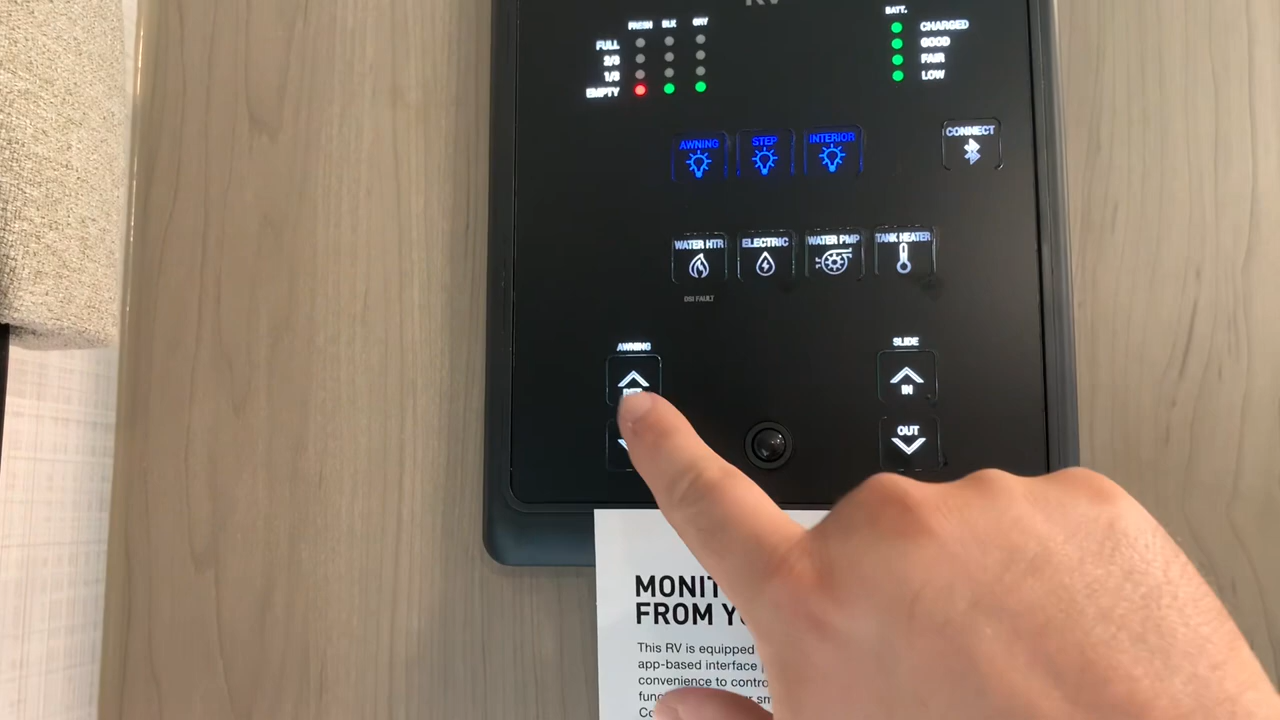 RV
FRESH BLK GRY
FULL
2/3
1/3
EMPTY
BATT.
CHARGED
GOOD
FAIR
LOW
AWNING STEP INTERIOR
CONNECT
WATER HTR ELECTRIC WATER PMP TANK HEATER
DSI FAULT
AWNING
SLIDE
IN
OUT
MONIT
FROM Y
This RV is equipped
app-based interface
convenience to contro